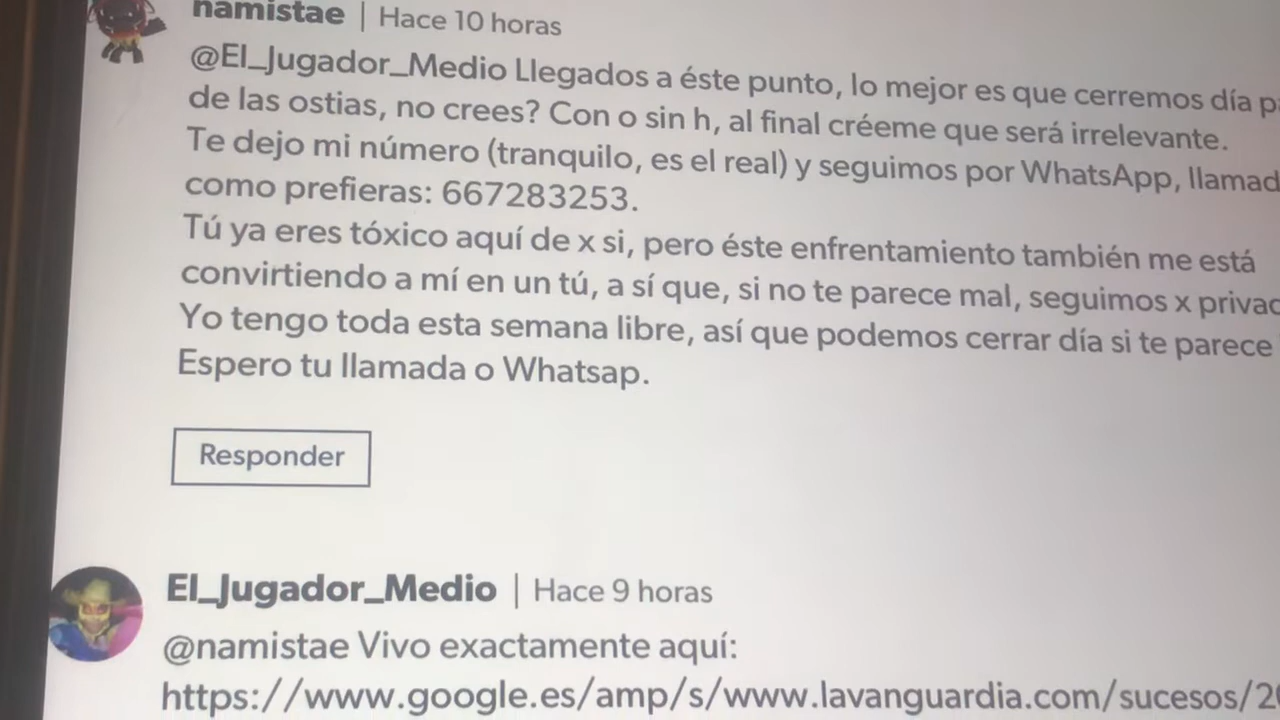 namistae | Hace 10 horas
@El_Jugador_Medio Llegados a éste punto, lo mejor es que cerremos día
de las ostias, no crees? Con o sin h, al final créeme que será irrelevante.
Te dejo mi número (tranquilo, es el real) y seguimos por WhatsApp,
como prefieras: 667283253.
Tú ya eres tóxico aquí de x si, pero éste enfrentamiento también me está
convirtiendo a mí en un tú, a sí que, si no te parece mal, seguimos x
Yo tengo toda esta semana libre, así que podemos cerrar día si te parece
Espero tu llamada o Whatsap.
Responder
El_Jugador_Medio | Hace 9 horas
@namistae Vivo exactamente aquí:
https://www.google.es/amp/s/www.lavanguardia.com/sucesos/2